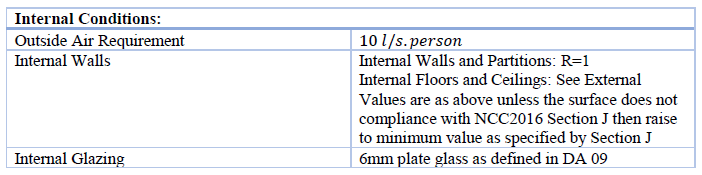 Internal Conditions:
Outside Air Requirement
10 l/s.person
Internal Walls
Internal Walls and Partitions: R=1
Internal Floors and Ceilings: See External
Values are as above unless the surface does not
compliance with NCC2016 Section J then raise
to minimum value as specified by Section J
Internal Glazing
6mm plate glass as defined in DA 09